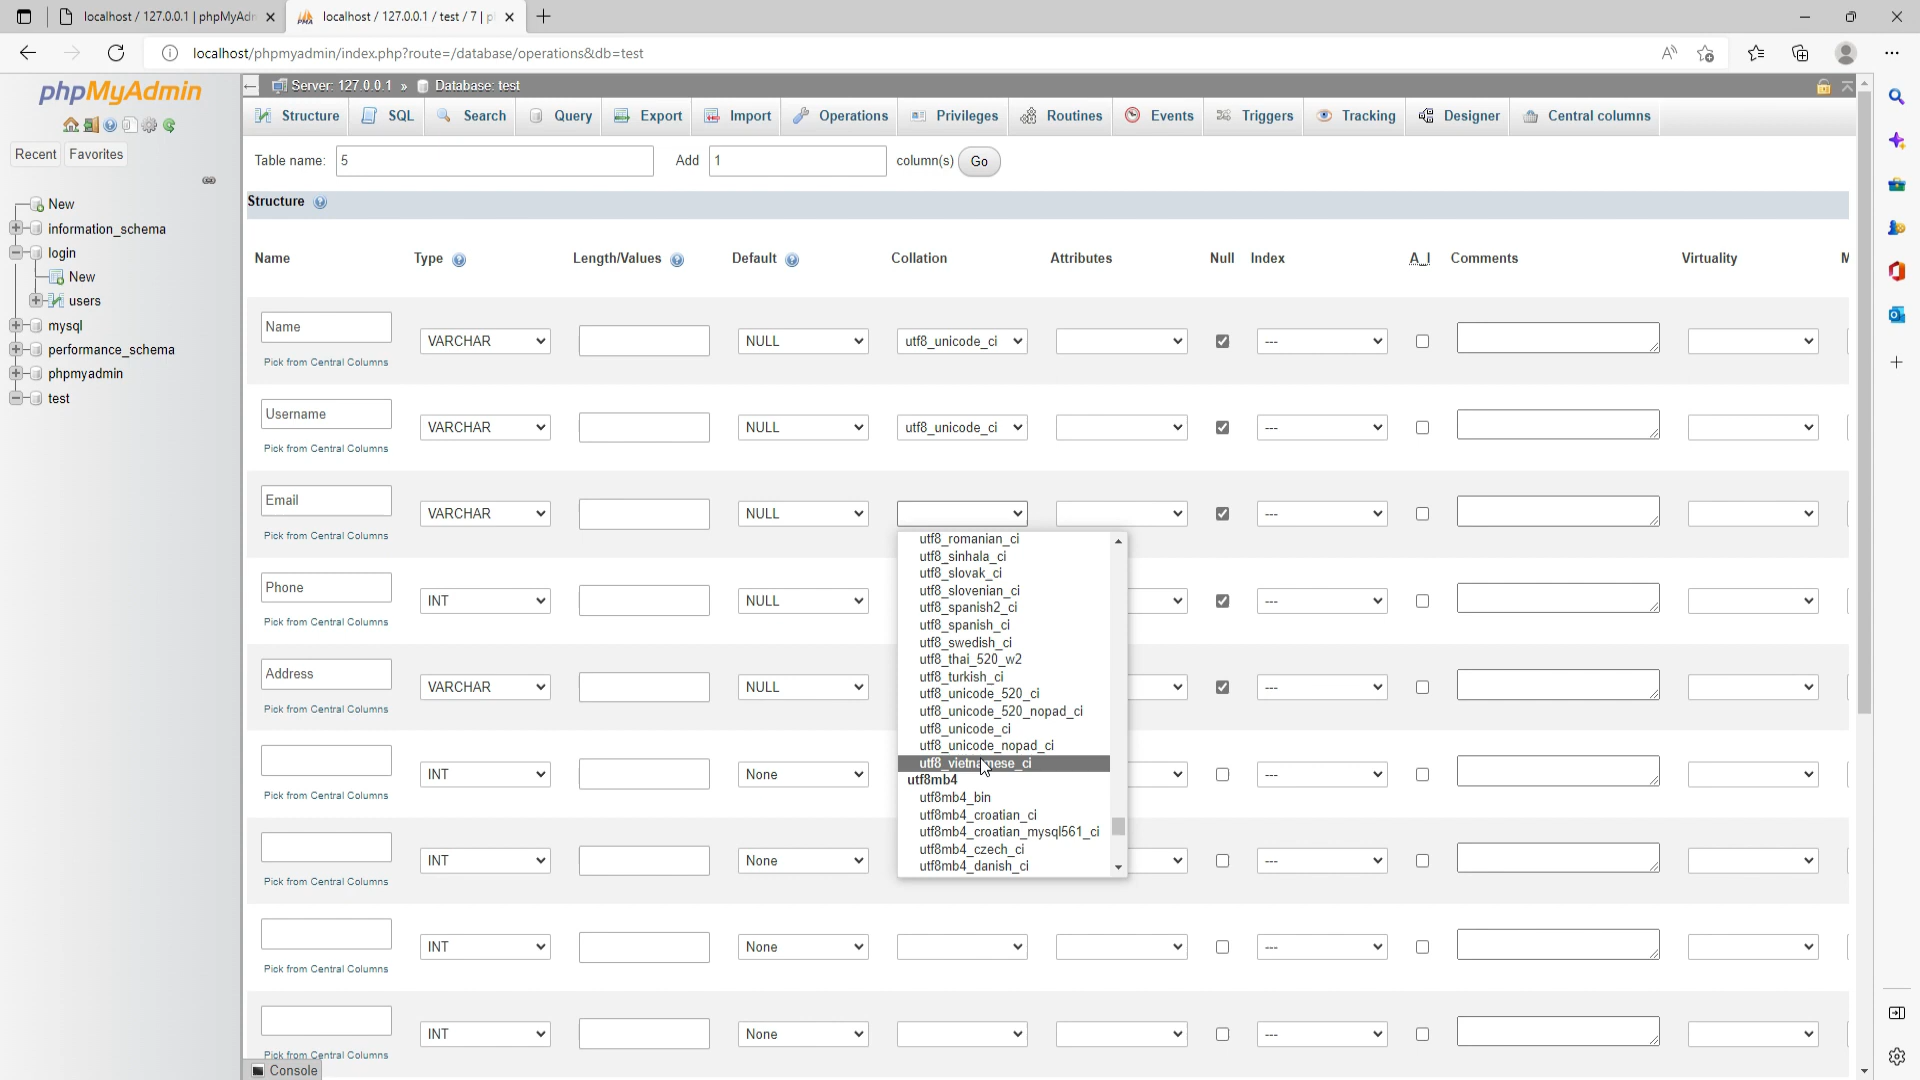 localhost / 127.0.0.1 | phpMyAdm
localhost / 127.0.0.1 / test / 7 | p
localhost/phpmyadmin/index.php?route=/database/operations&db=test
phpMyAdmin
Recent
Favorites
New
information_schema
login
New
users
mysql
performance_schema
phpmyadmin
test
Server: 127.0.0.1 » Database: test
Structure SQL Search Query Export Import Operations Privileges Routines Events Triggers Tracking Designer Central columns
Table name: 5 Add 1 column(s) Go
Structure
Name Type Length/Values Default Collation Attributes Null Index A_I Comments Virtuality M
Name VARCHAR NULL utf8_unicode_ci ---
Pick from Central Columns
Username VARCHAR NULL utf8_unicode_ci ---
Pick from Central Columns
Email VARCHAR NULL ---
Pick from Central Columns
Phone INT NULL ---
Pick from Central Columns
Address VARCHAR NULL ---
Pick from Central Columns
INT None ---
Pick from Central Columns
INT None ---
Pick from Central Columns
INT None ---
Pick from Central Columns
INT None ---
Pick from Central Columns
utf8_romanian_ci
utf8_sinhala_ci
utf8_slovak_ci
utf8_slovenian_ci
utf8_spanish2_ci
utf8_spanish_ci
utf8_swedish_ci
utf8_thai_520_w2
utf8_turkish_ci
utf8_unicode_520_ci
utf8_unicode_520_nopad_ci
utf8_unicode_ci
utf8_unicode_nopad_ci
utf8_vietnamese_ci
utf8mb4
utf8mb4_bin
utf8mb4_croatian_ci
utf8mb4_croatian_mysql561_ci
utf8mb4_czech_ci
utf8mb4_danish_ci
Console